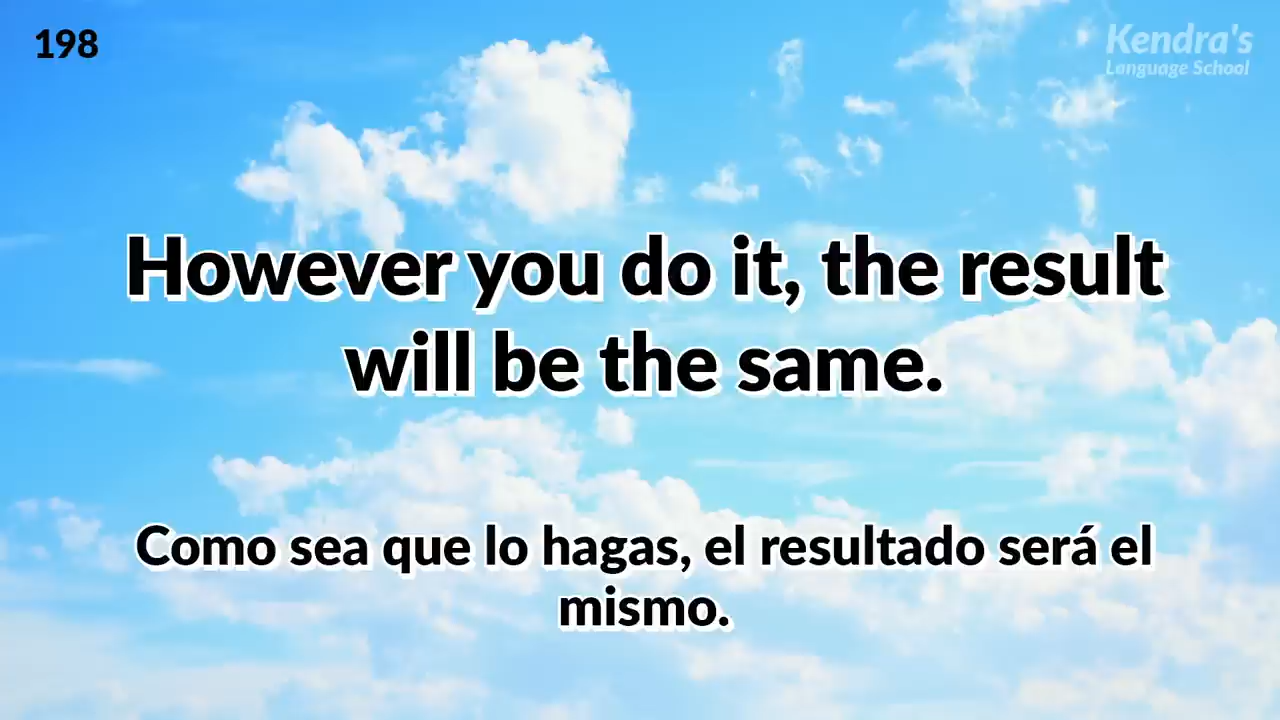 198
Kendra's
Language School
However you do it, the result
will be the same.
Como sea que lo hagas, el resultado será el
mismo.